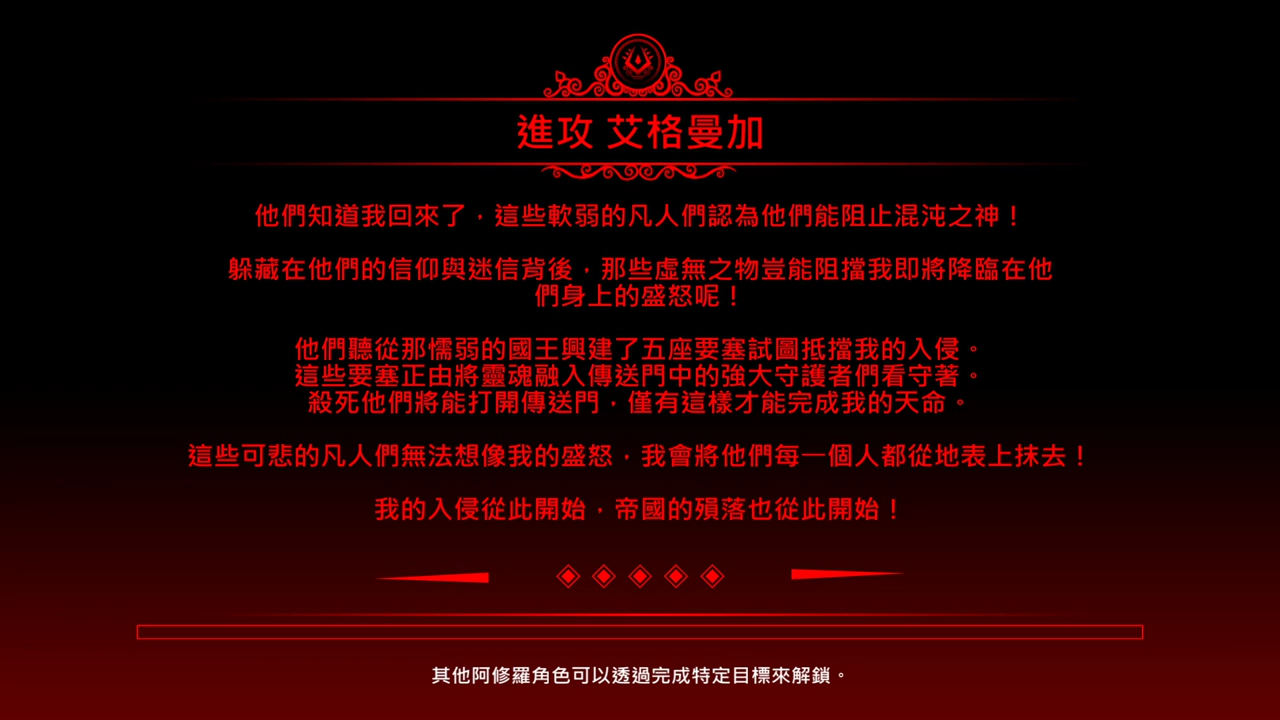 進攻 艾格曼加
他們知道我回來了，這些軟弱的凡人們認為他們能阻止混沌之神！
躲藏在他們的信仰與迷信背後，那些虛無之物豈能阻擋我即將降臨在他
們身上的盛怒呢！
他們聽從那懦弱的國王興建了五座要塞試圖抵擋我的入侵。
這些要塞正由將靈魂融入傳送門中的強大守護者們看守著。
殺死他們將能打開傳送門，僅有這樣才能完成我的天命。
這些可悲的凡人們無法想像我的盛怒，我會將他們每一個人都從地表上抹去！
我的入侵從此開始，帝國的殞落也從此開始！
其他阿修羅角色可以透過完成特定目標來解鎖。